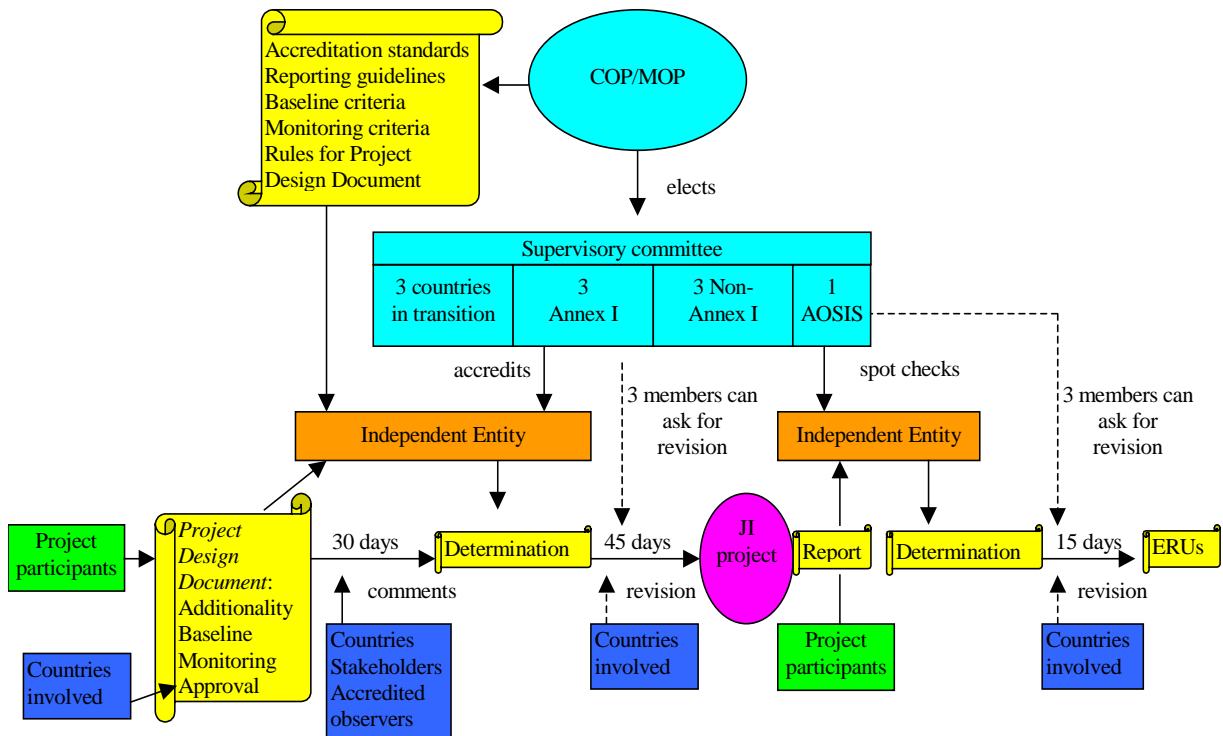 Accreditation standards
Reporting guidelines
Baseline criteria
Monitoring criteria
Rules for Project
Design Document
COP/MOP
elects
Supervisory committee
3 countries
in transition
3
Annex I
3 Non-
Annex I
1
AOSIS
accredits
3 members can
ask for
revision
spot checks
3 members can
ask for
revision
Independent Entity
Independent Entity
Project
participants
Project
Design
Document:
Additionality
Baseline
Monitoring
Approval
Countries
involved
30 days
comments
Countries
Stakeholders
Accredited
observers
Determination
45 days
revision
Countries
involved
JI
project
Report
Project
participants
Determination
15 days
revision
Countries
involved
ERUs